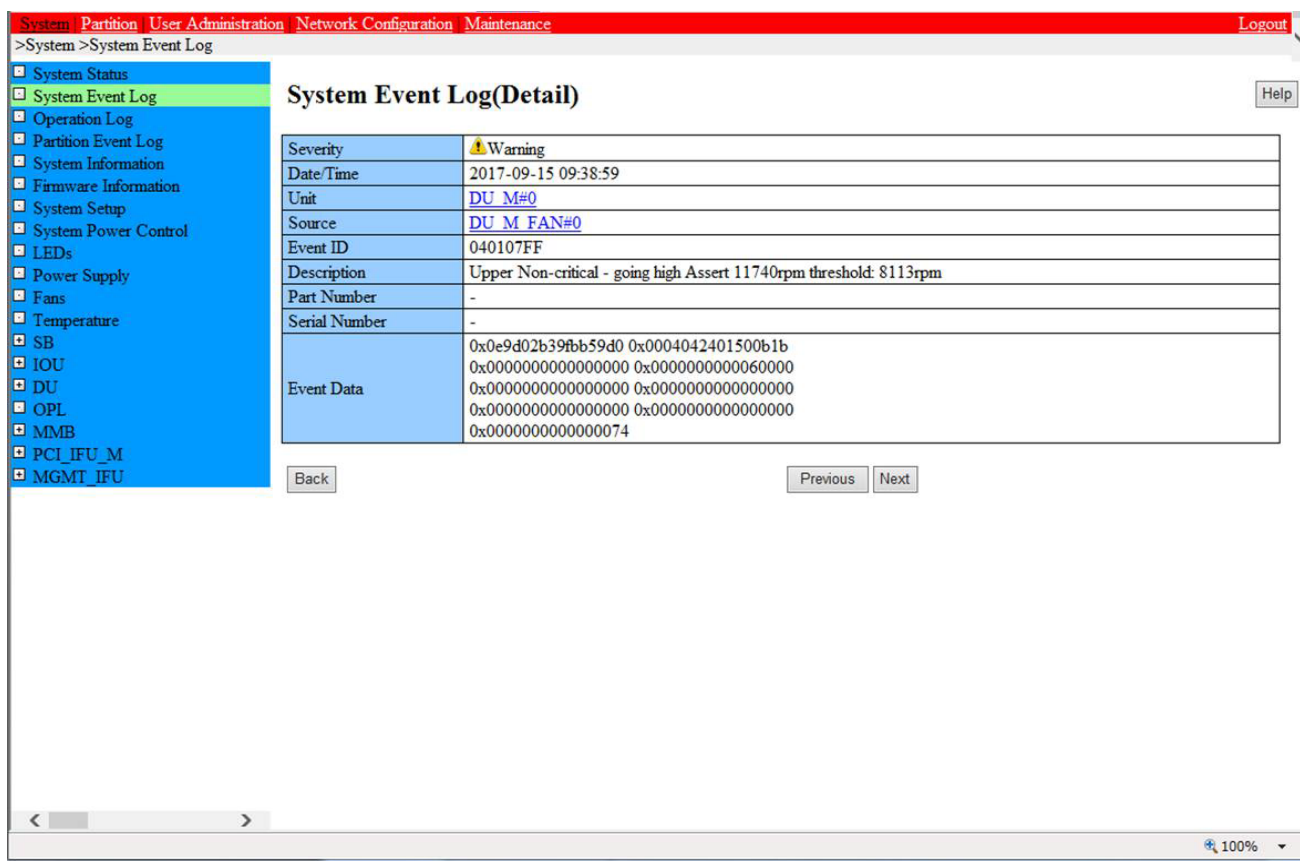 System | Partition | User Administration | Network Configuration | Maintenance Logout
>System >System Event Log
System Status
System Event Log
Operation Log
Partition Event Log
System Information
Firmware Information
System Setup
System Power Control
LEDs
Power Supply
Fans
Temperature
SB
IOU
DU
OPL
MMB
PCI_IFU_M
MGMT_IFU
System Event Log(Detail)
Help
Severity Warning
Date/Time 2017-09-15 09:38:59
Unit DU_M#0
Source DU_M_FAN#0
Event ID 040107FF
Description Upper Non-critical - going high Assert 11740rpm threshold: 8113rpm
Part Number -
Serial Number -
Event Data
0x0e9d02b39fbb59d0 0x0004042401500b1b
0x0000000000000000 0x0000000000060000
0x0000000000000000 0x0000000000000000
0x0000000000000000 0x0000000000000000
0x0000000000000074
Back Previous Next
100%